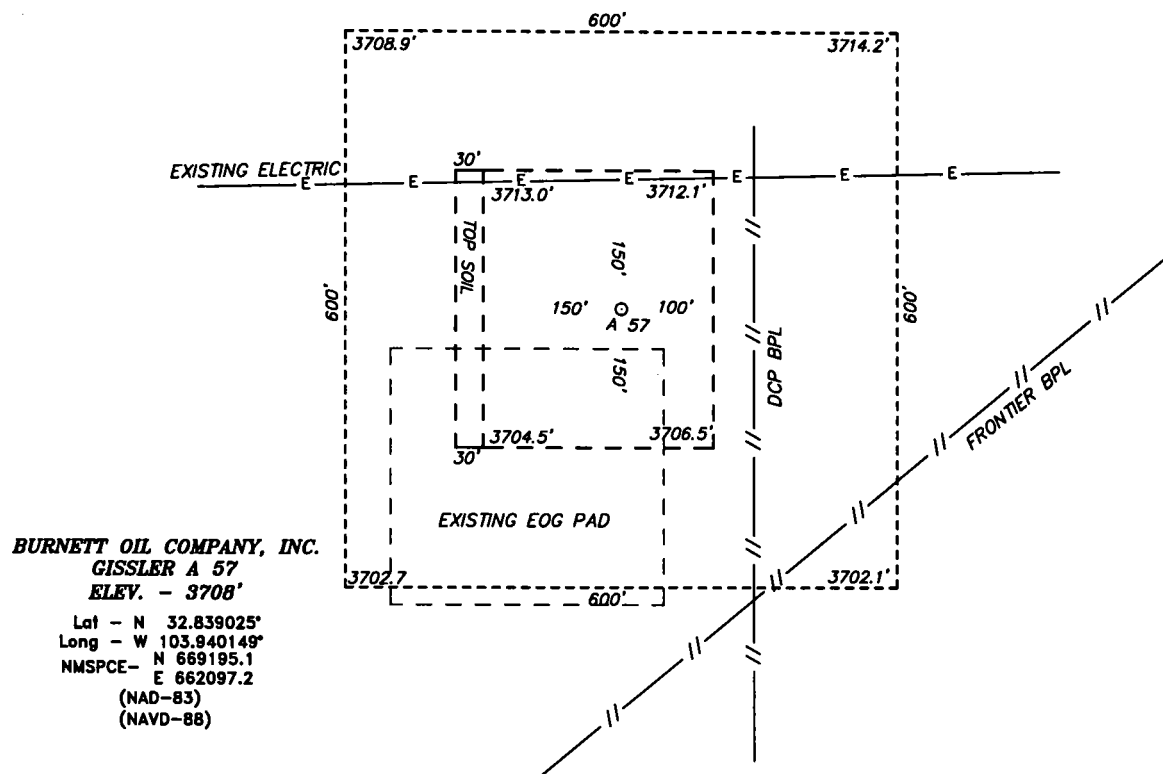 600'
3708.9'
3714.2'
30'
EXISTING ELECTRIC
E E E E E E E
3713.0'
3712.1'
TOP SOIL
150'
600'
150'
100'
600'
A 57
DCP BPL
150'
FRONTIER BPL
3704.5'
3706.5'
30'
EXISTING EOG PAD
BURNETT OIL COMPANY, INC.
GISSLER A 57
ELEV. - 3708'
3702.7
3702.1'
600'
Lat - N 32.839025°
Long - W 103.940149°
NMSPCE- N 669195.1
E 662097.2
(NAD-83)
(NAVD-88)